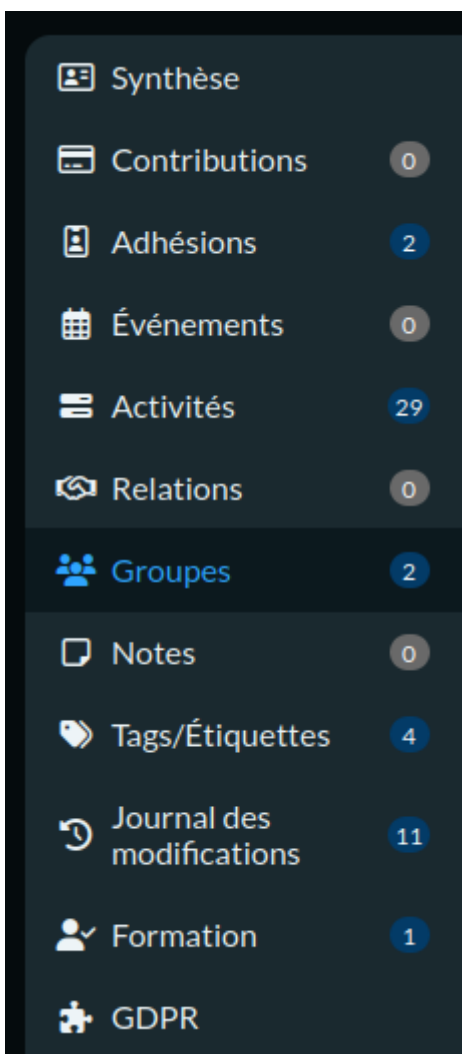 Synthèse
Contributions 0
Adhésions 2
Événements 0
Activités 29
Relations 0
Groupes 2
Notes 0
Tags/Étiquettes 4
Journal des
modifications 11
Formation 1
GDPR